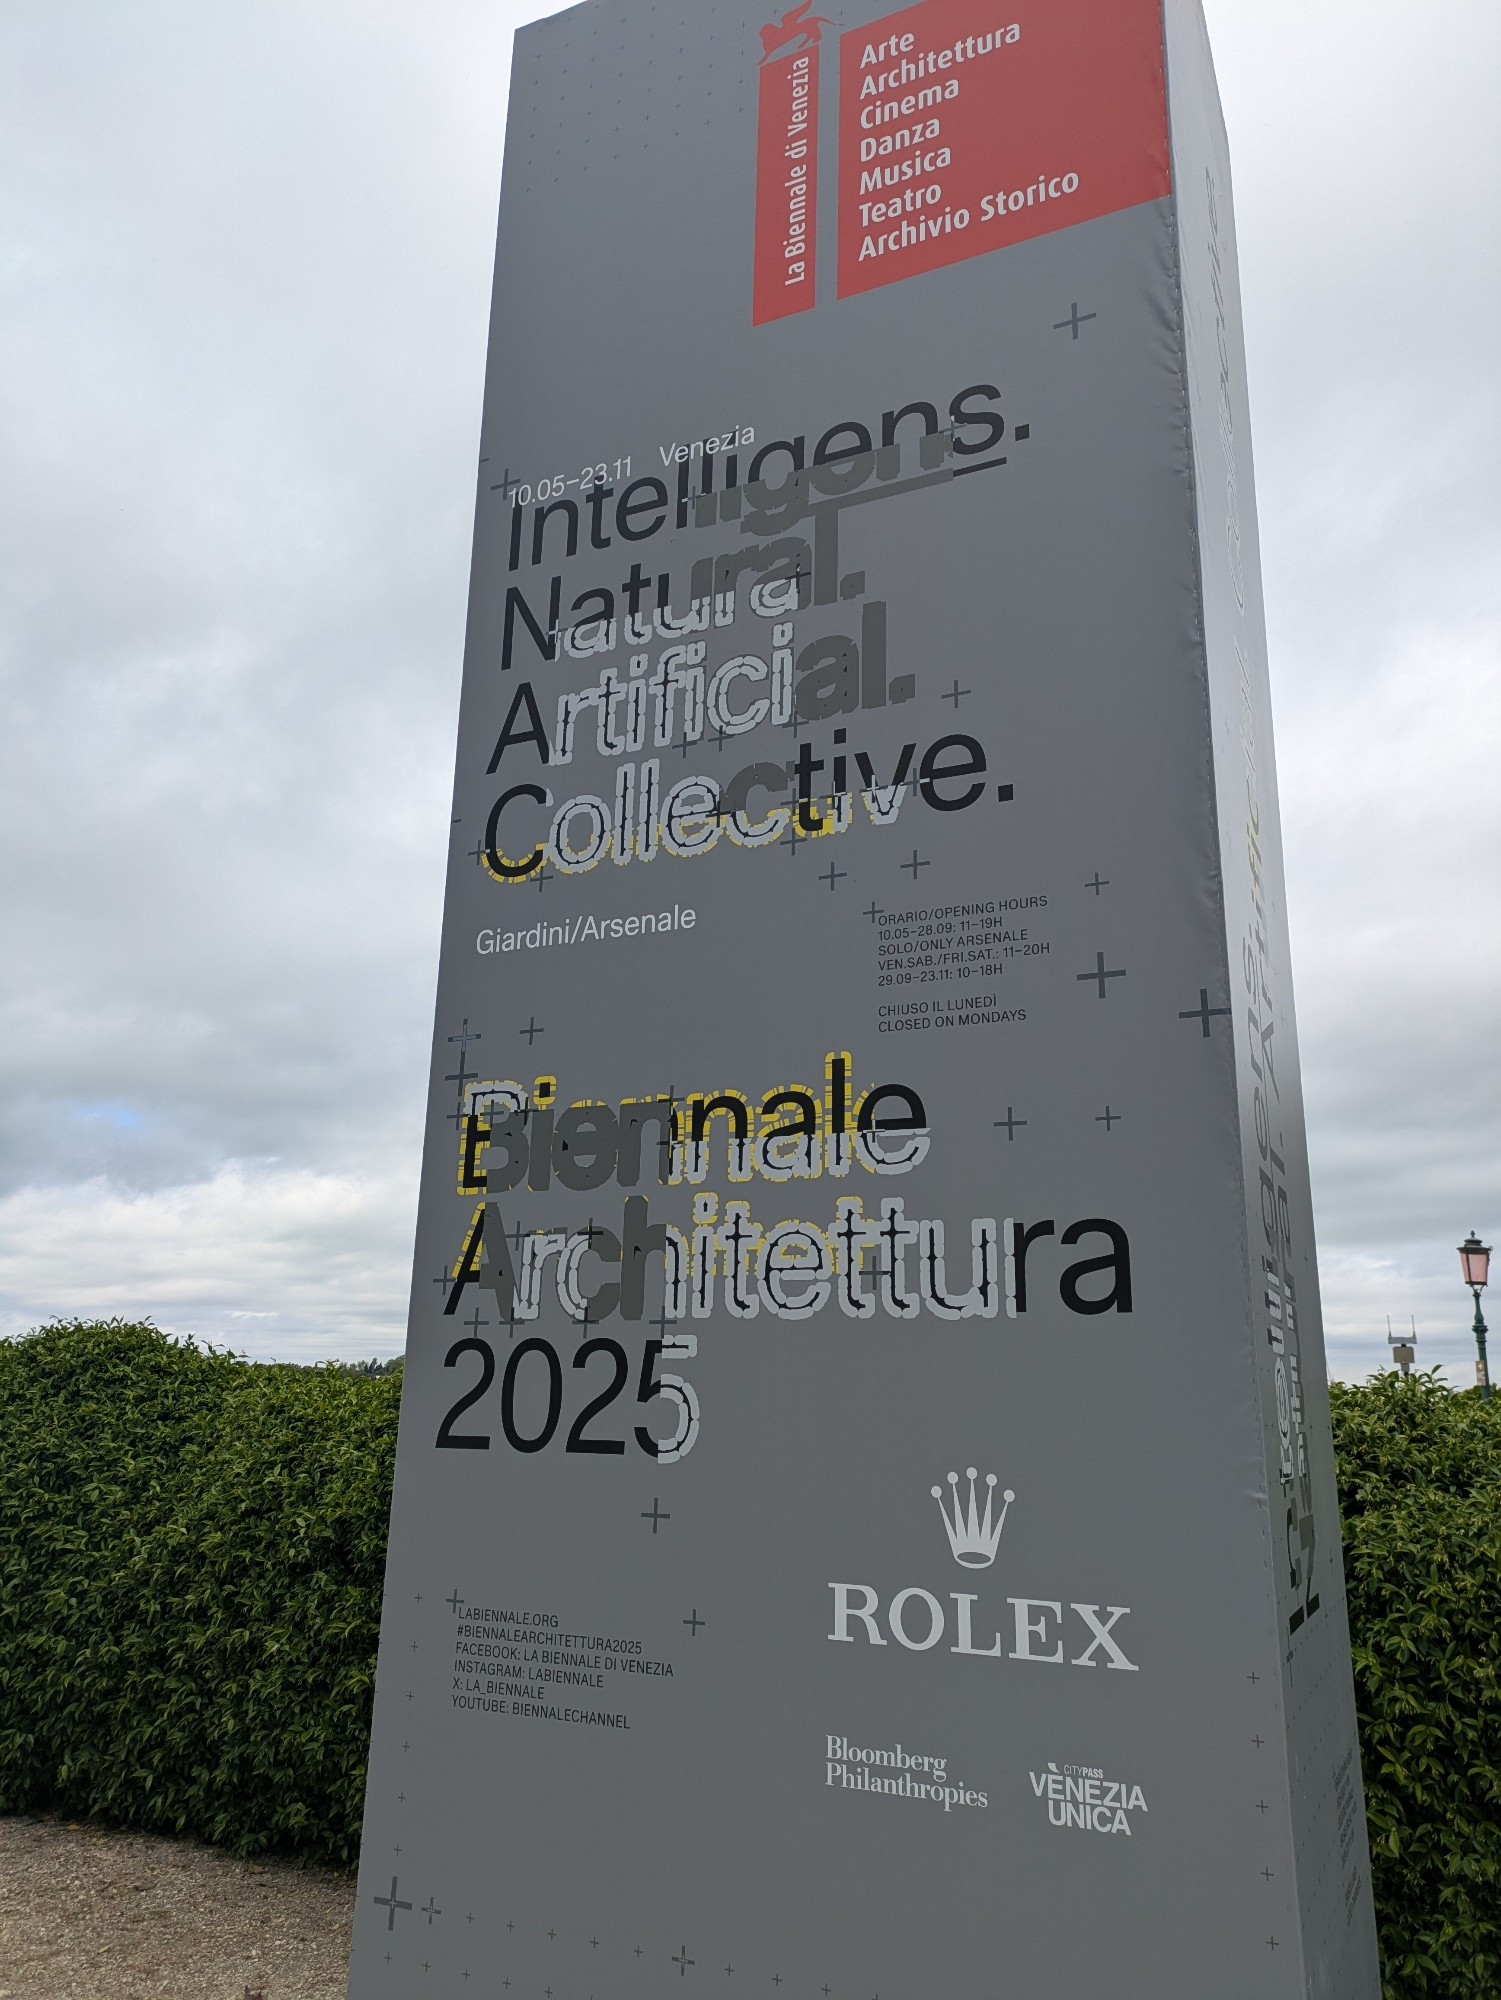 La Biennale di Venezia
Arte
Architettura
Cinema
Danza
Musica
Teatro
Archivio Storico
10.05–23.11 Venezia
Intelligens.
Natural.
Artificial.
Collective.
Giardini/Arsenale
ORARIO/OPENING HOURS
10.05–28.09: 11–19H
SOLO/ONLY ARSENALE
VEN.SAB./FRI.SAT.: 11–20H
29.09–23.11: 10–18H
CHIUSO IL LUNEDÌ
CLOSED ON MONDAYS
Biennale
Architettura
2025
LABIENNALE.ORG
#BIENNALEARCHITETTURA2025
FACEBOOK: LA BIENNALE DI VENEZIA
INSTAGRAM: LABIENNALE
X: LA_BIENNALE
YOUTUBE: BIENNALECHANNEL
ROLEX
Bloomberg
Philanthropies
CITYPASS
VENEZIA
UNICA